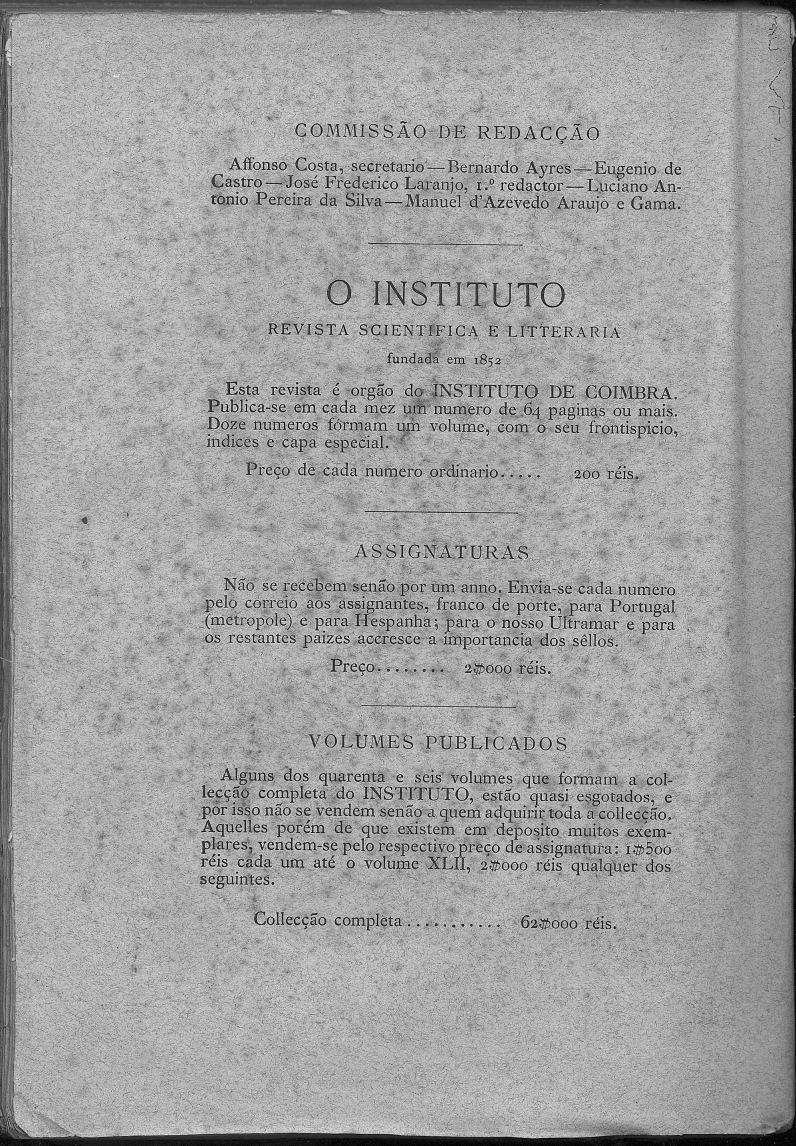 COMMISSÃO DE REDACÇÃO
Affonso Costa, secretario — Bernardo Ayres — Eugenio de
Castro — José Frederico Laranjo, 1.º redactor — Luciano An-
tonio Pereira da Silva — Manuel d'Azevedo Araujo e Gama.
O INSTITUTO
REVISTA SCIENTIFICA E LITTERARIA
fundada em 1852
Esta revista é orgão do INSTITUTO DE COIMBRA.
Publica-se em cada mez um numero de 64 paginas ou mais.
Doze numeros fórmam um volume, com o seu frontispicio,
indices e capa especial.
Preço de cada numero ordinario..... 200 réis.
ASSIGNATURAS
Não se recebem senão por um anno. Envia-se cada numero
pelo correio aos assignantes, franco de porte, para Portugal
(metropole) e para Hespanha; para o nosso Ultramar e para
os restantes paizes accresce a importancia dos sêllos.
Preço........ 2$000 réis.
VOLUMES PUBLICADOS
Alguns dos quarenta e seis volumes que formam a col-
lecção completa do INSTITUTO, estão quasi esgotados, e
por isso não se vendem senão a quem adquirir toda a collecção.
Aquelles porém de que existem em deposito muitos exem-
plares, vendem-se pelo respectivo preço de assignatura: 1$500
réis cada um até o volume XLII, 2$000 réis qualquer dos
seguintes.
Collecção completa ........... 62$000 réis.